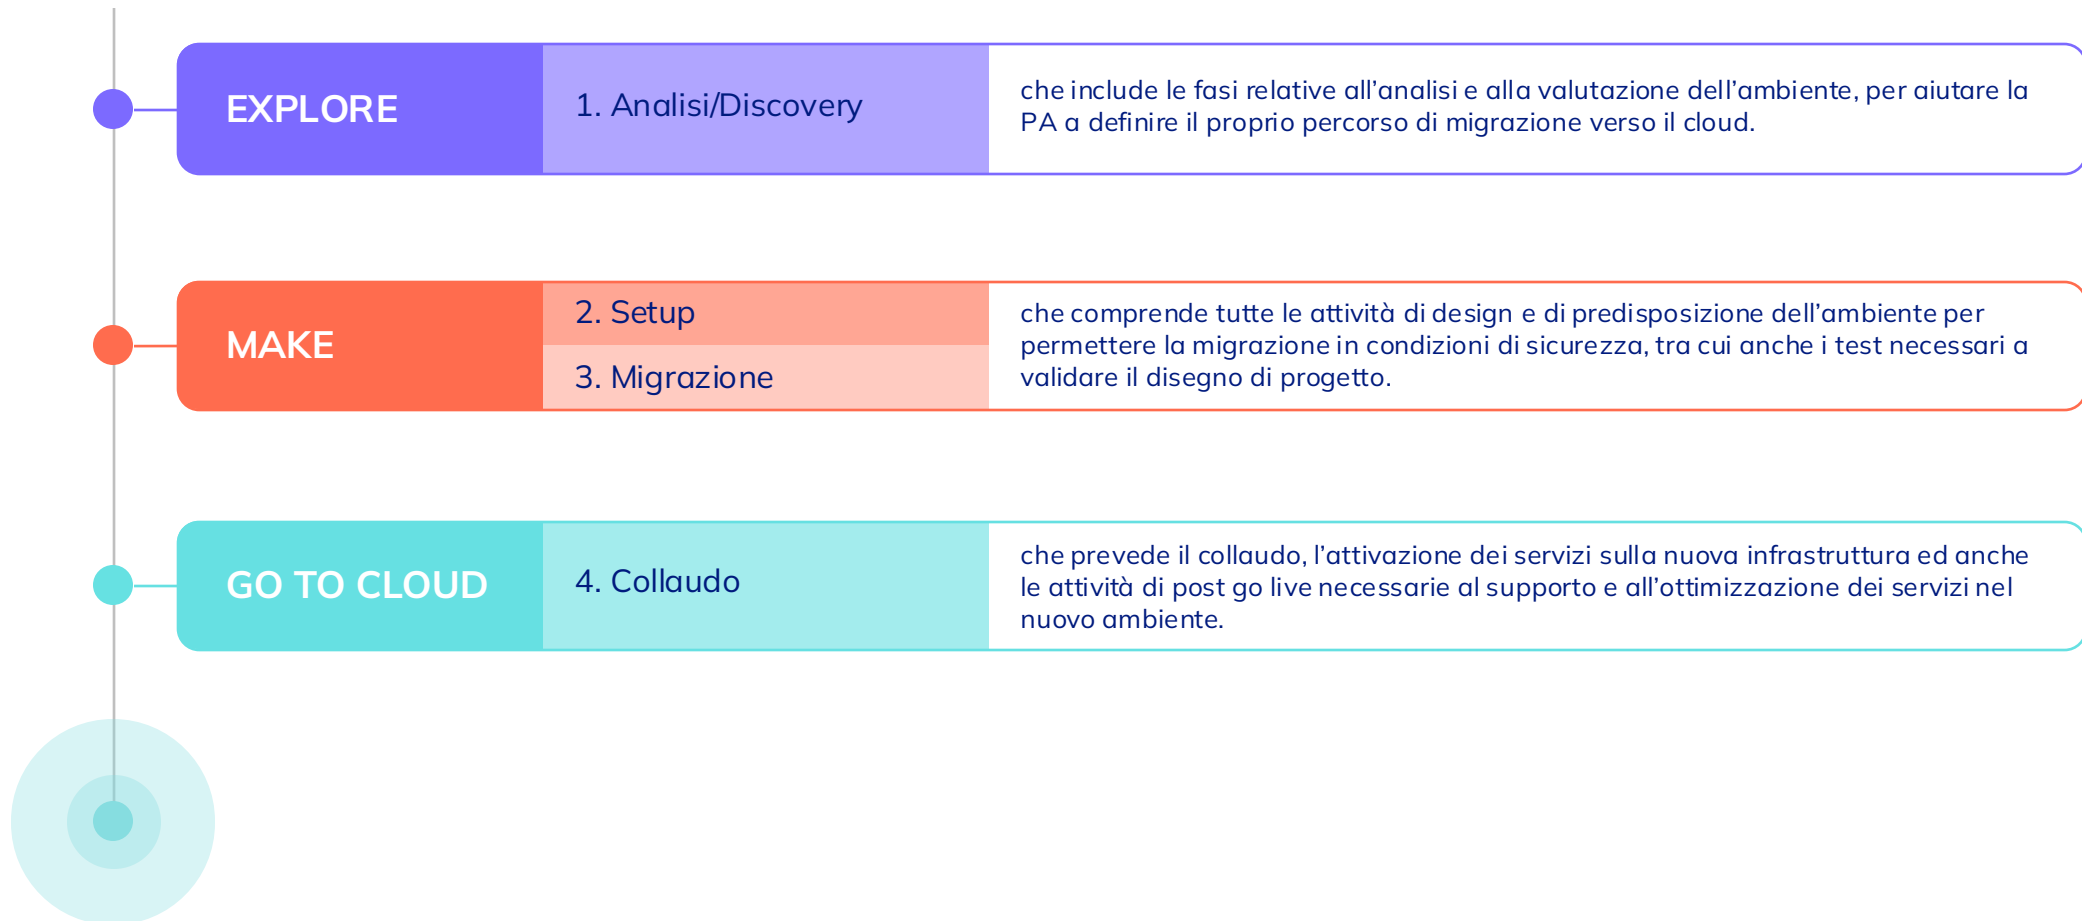 EXPLORE
1. Analisi/Discovery
che include le fasi relative all’analisi e alla valutazione dell’ambiente, per aiutare la
PA a definire il proprio percorso di migrazione verso il cloud.
MAKE
2. Setup
3. Migrazione
che comprende tutte le attività di design e di predisposizione dell’ambiente per
permettere la migrazione in condizioni di sicurezza, tra cui anche i test necessari a
validare il disegno di progetto.
GO TO CLOUD
4. Collaudo
che prevede il collaudo, l’attivazione dei servizi sulla nuova infrastruttura ed anche
le attività di post go live necessarie al supporto e all’ottimizzazione dei servizi nel
nuovo ambiente.